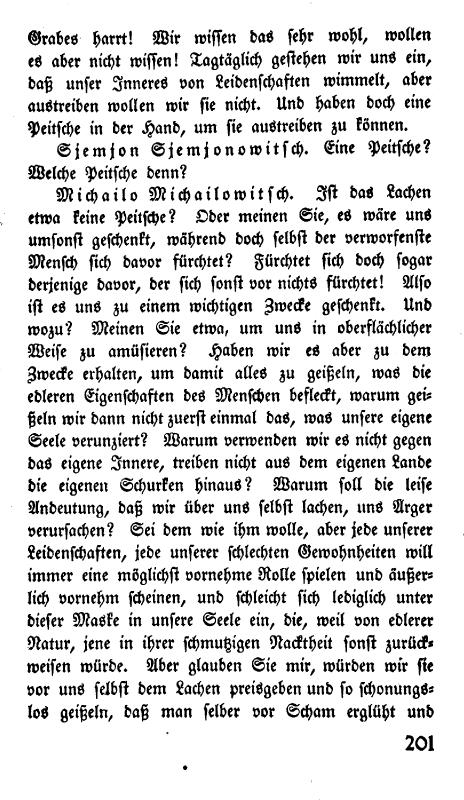 Grabes harrt! Wir wissen das sehr wohl, wollen
es aber nicht wissen! Tagtäglich gestehen wir uns ein,
daß unser Inneres von Leidenschaften wimmelt, aber
austreiben wollen wir sie nicht. Und haben doch eine
Peitsche in der Hand, um sie austreiben zu können.
Sjemjon Sjemjonowitsch. Eine Peitsche?
Welche Peitsche denn?
Michailo Michailowitsch. Ist das Lachen
etwa keine Peitsche? Oder meinen Sie, es wäre uns
umsonst geschenkt, während doch selbst der verworfenste
Mensch sich davor fürchtet? Fürchtet sich doch sogar
derjenige davor, der sich sonst vor nichts fürchtet! Also
ist es uns zu einem wichtigen Zwecke geschenkt. Und
wozu? Meinen Sie etwa, um uns in oberflächlicher
Weise zu amüsieren? Haben wir es aber zu dem
Zwecke erhalten, um damit alles zu geißeln, was die
edleren Eigenschaften des Menschen befleckt, warum gei-
ßeln wir dann nicht zuerst einmal das, was unsere eigene
Seele verunziert? Warum verwenden wir es nicht gegen
das eigene Innere, treiben nicht aus dem eigenen Lande
die eigenen Schurken hinaus? Warum soll die leise
Andeutung, daß wir über uns selbst lachen, uns Ärger
verursachen? Sei dem wie ihm wolle, aber jede unserer
Leidenschaften, jede unserer schlechten Gewohnheiten will
immer eine möglichst vornehme Rolle spielen und äußer-
lich vornehm scheinen, und schleicht sich lediglich unter
dieser Maske in unsere Seele ein, die, weil von edlerer
Natur, jene in ihrer schmutzigen Nacktheit sonst zurück-
weisen würde. Aber glauben Sie mir, würden wir sie
vor uns selbst dem Lachen preisgeben und so schonungs-
los geißeln, daß man selber vor Scham erglüht und
201